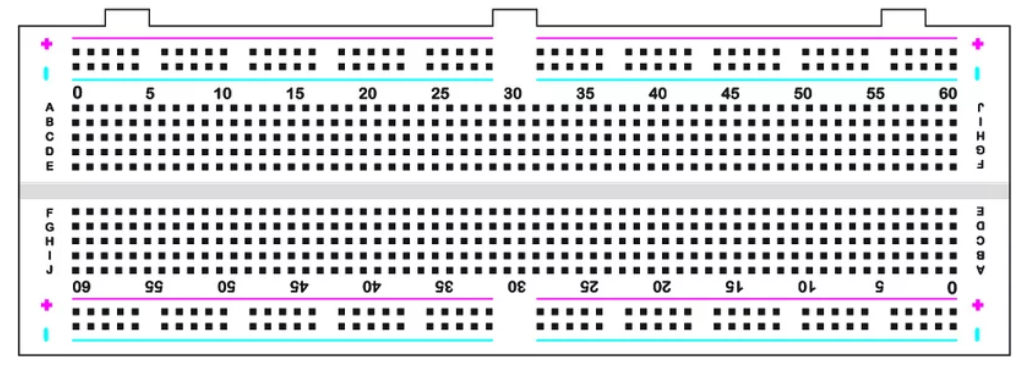 + +
- -
0 5 10 15 20 25 30 35 40 45 50 55 60
A J
B I
C H
D G
E F
F E
G D
H C
I B
J A
60 55 50 45 40 35 30 25 20 15 10 5 0
+ +
- -